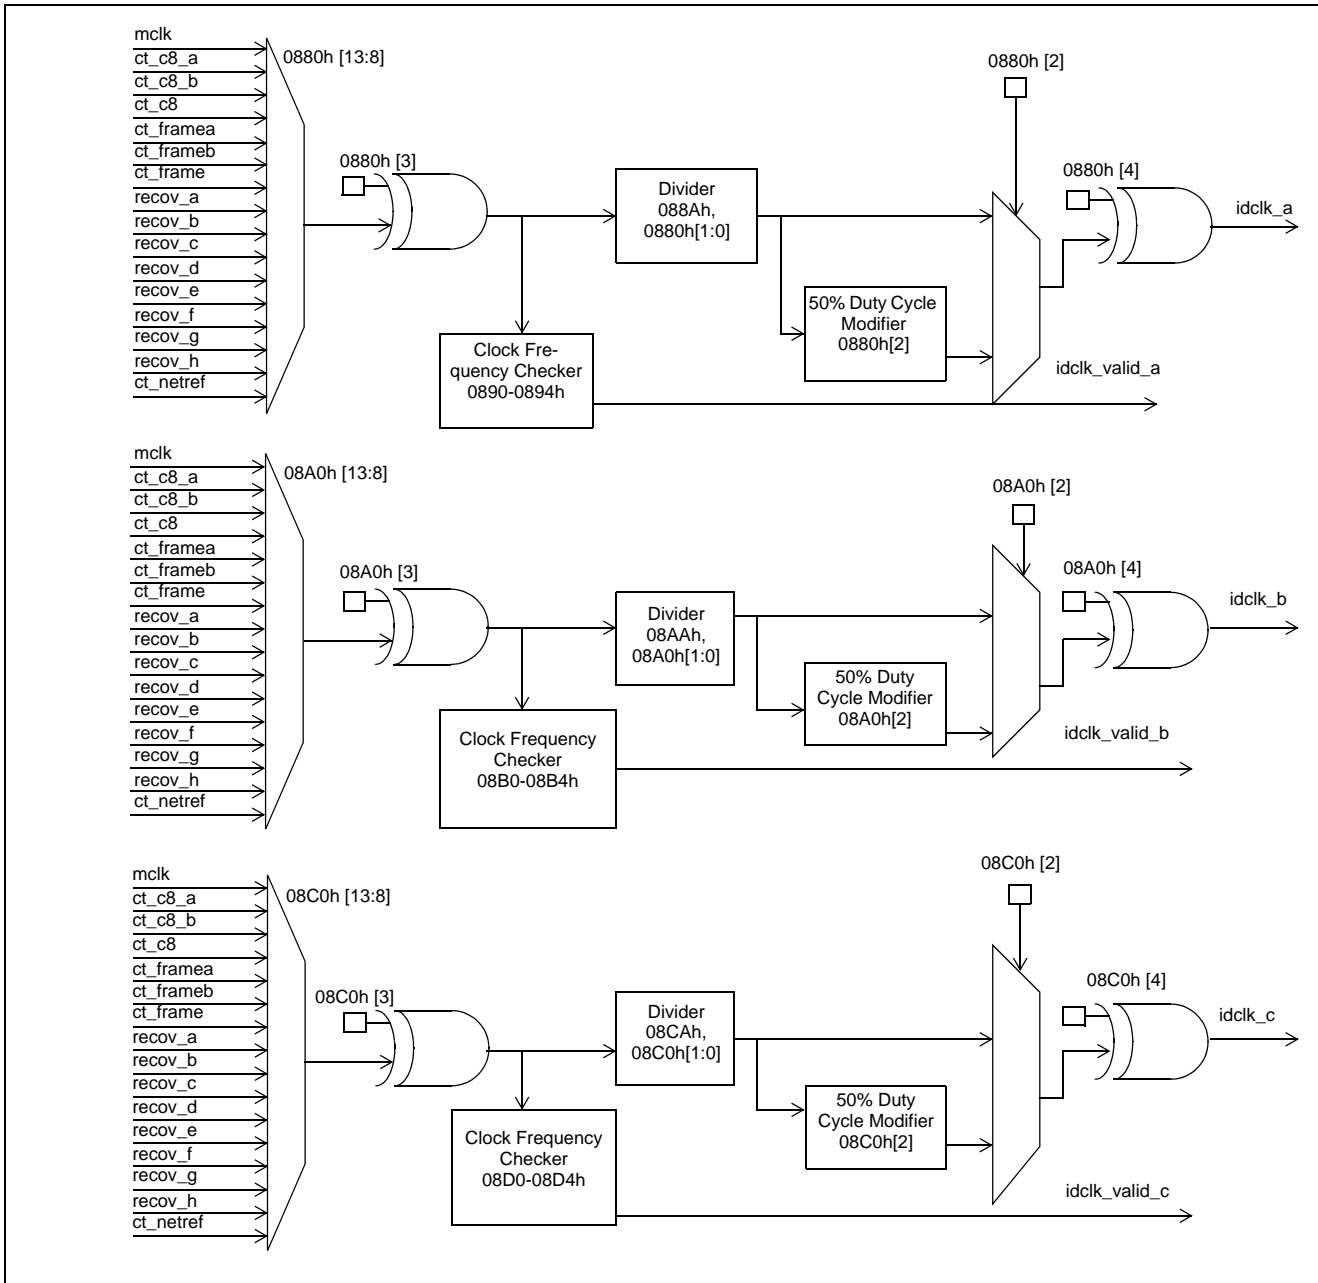 mclk
ct_c8_a
ct_c8_b
ct_c8
ct_framea
ct_frameb
ct_frame
recov_a
recov_b
recov_c
recov_d
recov_e
recov_f
recov_g
recov_h
ct_netref
0880h [13:8]
0880h [3]
Clock Fre-
quency Checker
0890-0894h
Divider
088Ah,
0880h[1:0]
50% Duty Cycle
Modifier
0880h[2]
0880h [2]
0880h [4]
idclk_a
idclk_valid_a
mclk
ct_c8_a
ct_c8_b
ct_c8
ct_framea
ct_frameb
ct_frame
recov_a
recov_b
recov_c
recov_d
recov_e
recov_f
recov_g
recov_h
ct_netref
08A0h [13:8]
08A0h [3]
Clock Frequency
Checker
08B0-08B4h
Divider
08AAh,
08A0h[1:0]
50% Duty
Cycle Modifier
08A0h[2]
08A0h [2]
08A0h [4]
idclk_b
idclk_valid_b
mclk
ct_c8_a
ct_c8_b
ct_c8
ct_framea
ct_frameb
ct_frame
recov_a
recov_b
recov_c
recov_d
recov_e
recov_f
recov_g
recov_h
ct_netref
08C0h [13:8]
08C0h [3]
Clock Frequency
Checker
08D0-08D4h
Divider
08CAh,
08C0h[1:0]
50% Duty
Cycle Modifier
08C0h[2]
08C0h [2]
08C0h [4]
idclk_c
idclk_valid_c